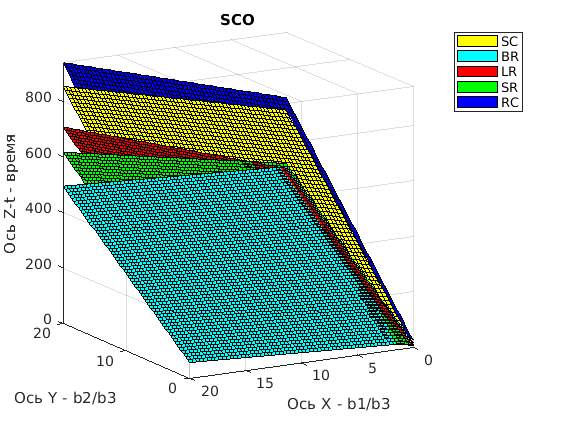 SCO
SC
BR
LR
SR
RC
Ось Z-t - время
800
600
400
200
0
20
10
0
Ось Y - b2/b3
20
15
10
5
0
Ось X - b1/b3